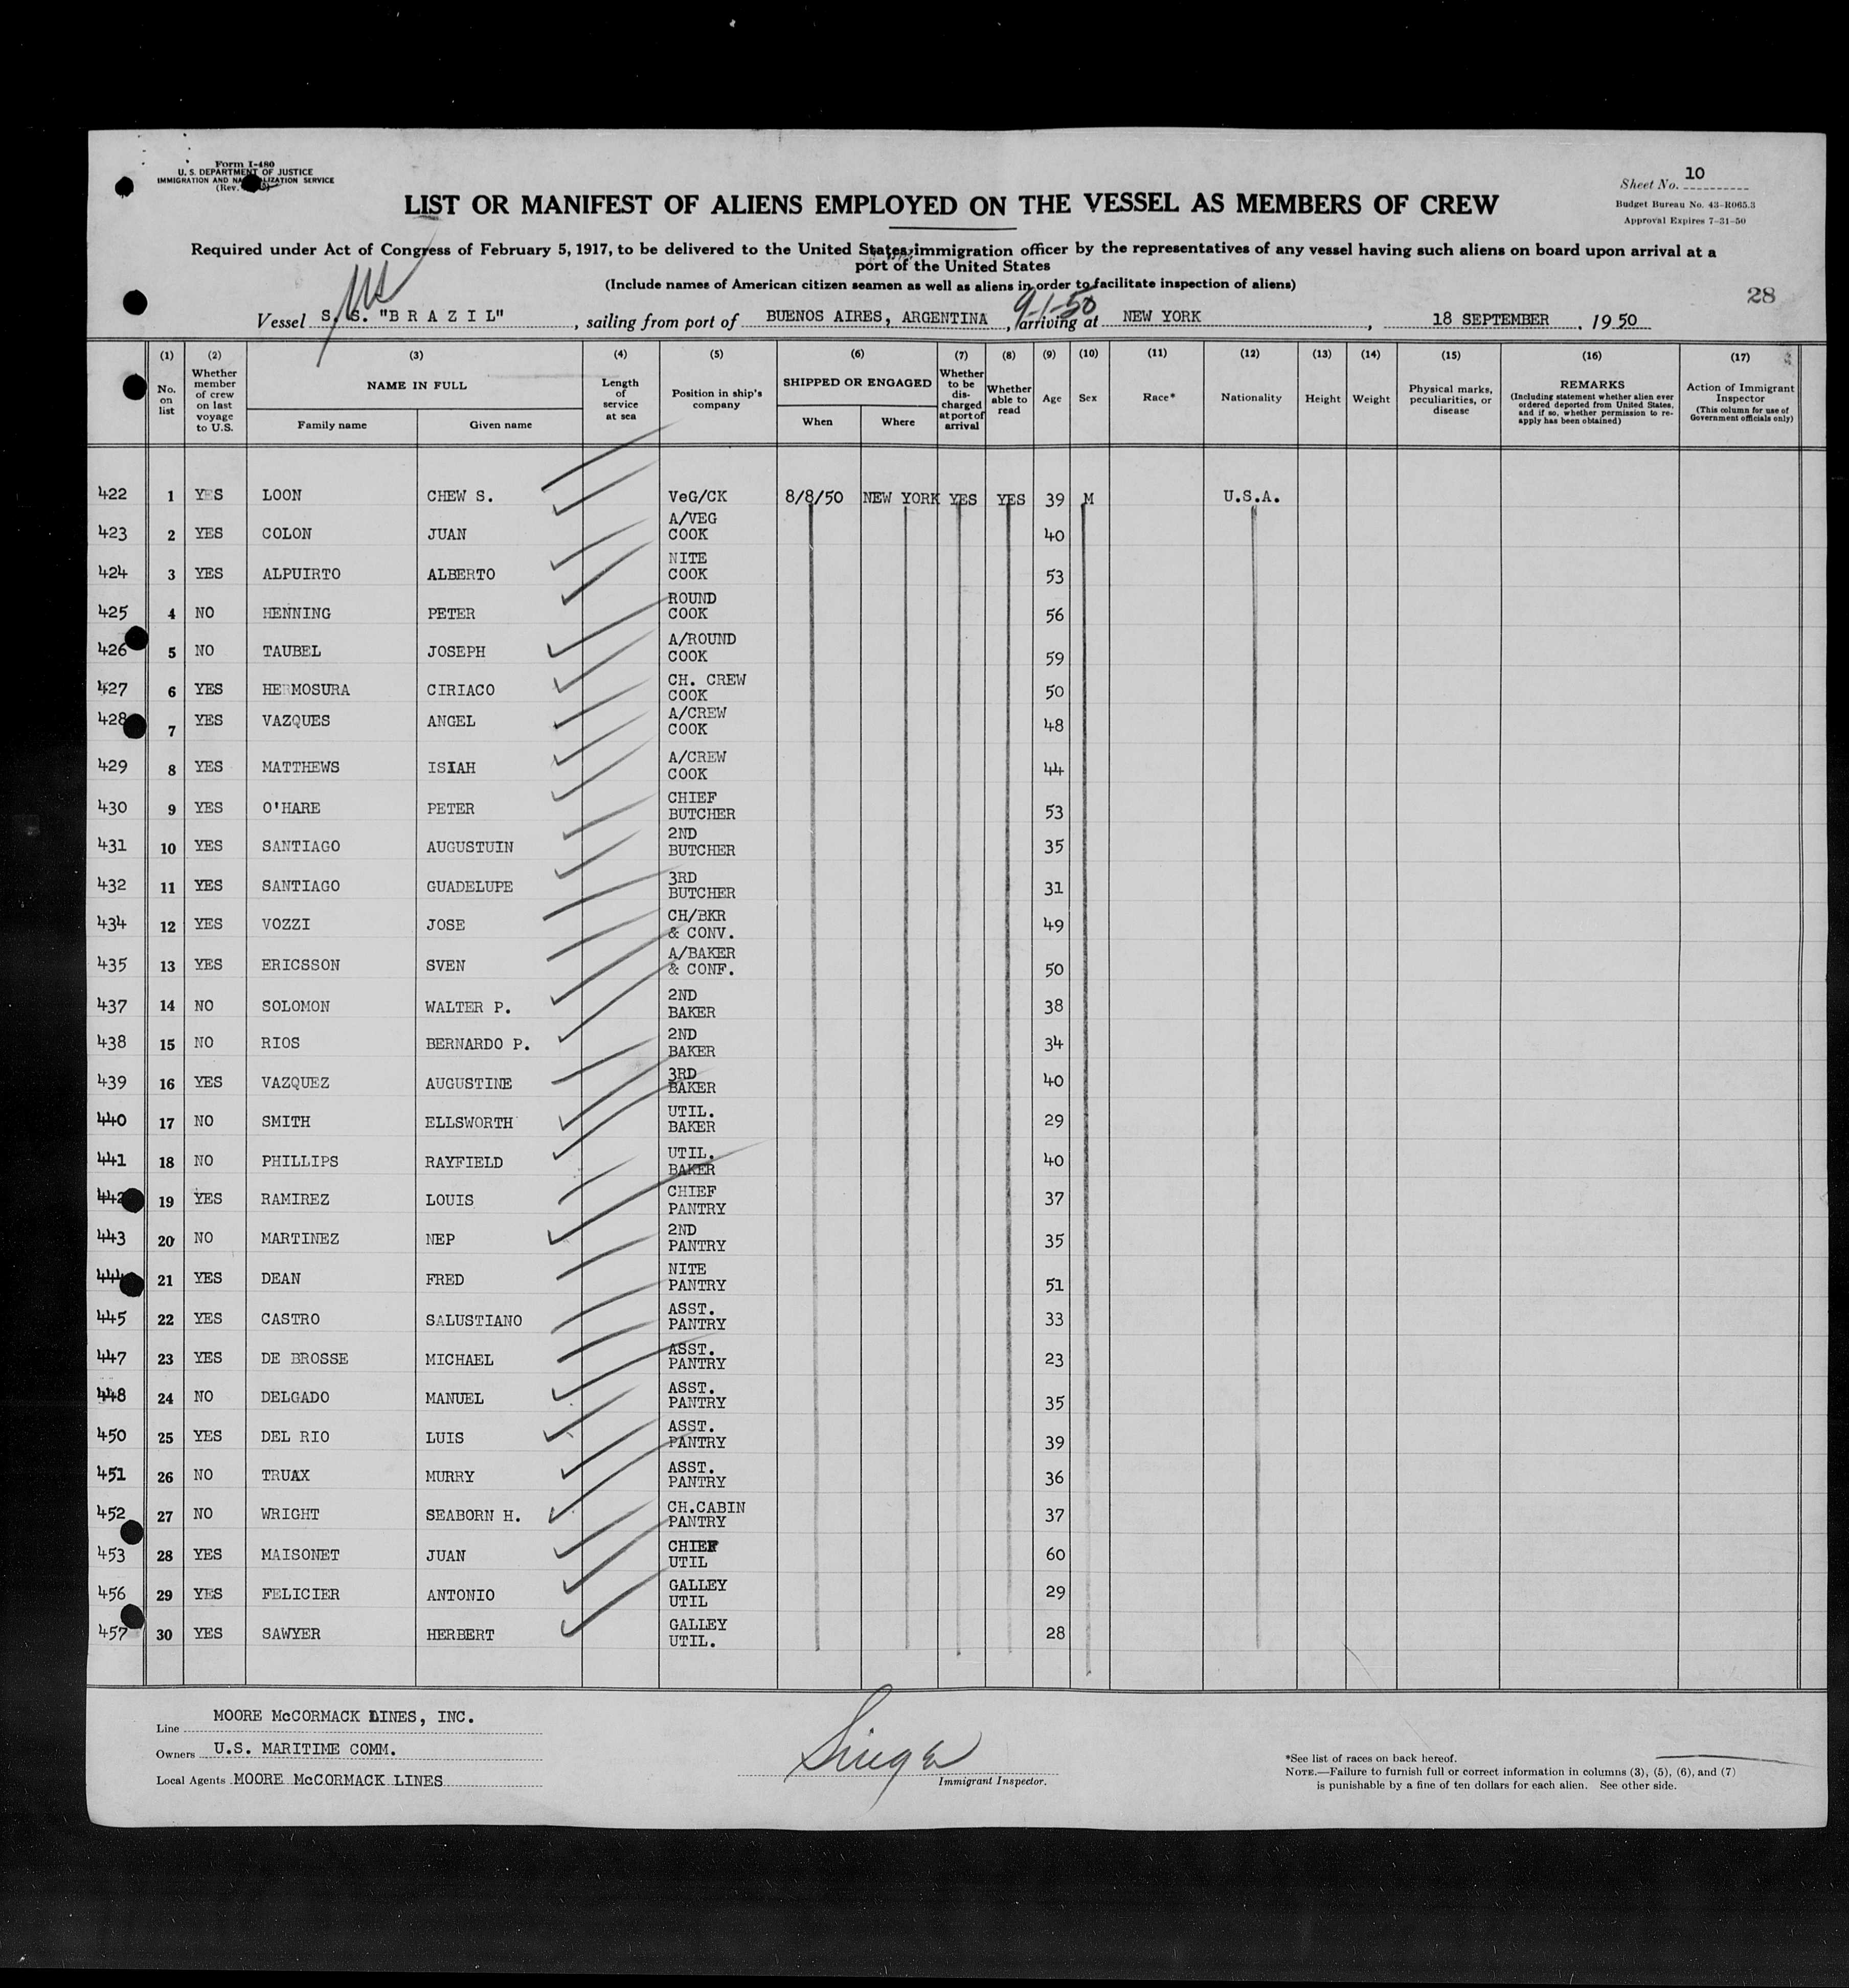 Form I-480
U. S. DEPARTMENT OF JUSTICE
IMMIGRATION AND NATURALIZATION SERVICE
(Rev.
Sheet No. 10
Budget Bureau No. 43-R065.3
Approval Expires 7-31-50
LIST OR MANIFEST OF ALIENS EMPLOYED ON THE VESSEL AS MEMBERS OF CREW
Required under Act of Congress of February 5, 1917, to be delivered to the United States immigration officer by the representatives of any vessel having such aliens on board upon arrival at a
port of the United States
(Include names of American citizen seamen as well as aliens in order to facilitate inspection of aliens)
28
9-1-50
Vessel S. S. "B R A Z I L", sailing from port of BUENOS AIRES, ARGENTINA, arriving at NEW YORK, 18 SEPTEMBER, 1950
(1) (2) (3) (4) (5) (6) (7) (8) (9) (10) (11) (12) (13) (14) (15) (16) (17)
No. on list
Whether member of crew on last voyage to U.S.
NAME IN FULL
Family name
Given name
Length of service at sea
Position in ship's company
SHIPPED OR ENGAGED
When
Where
Whether to be discharged at port of arrival
Whether able to read
Age
Sex
Race*
Nationality
Height
Weight
Physical marks, peculiarities, or disease
REMARKS
(Including statement whether alien ever ordered deported from United States, and if so, whether permission to reapply has been obtained)
Action of Immigrant Inspector
(This column for use of Government officials only)
422 1 YES LOON CHEW S. VeG/CK 8/8/50 NEW YORK YES YES 39 M U.S.A.
423 2 YES COLON JUAN A/VEG COOK 40
424 3 YES ALPUIRTO ALBERTO NITE COOK 53
425 4 NO HENNING PETER ROUND COOK 56
426 5 NO TAUBEL JOSEPH A/ROUND COOK 59
427 6 YES HERMOSURA CIRIACO CH. CREW COOK 50
428 7 YES VAZQUES ANGEL A/CREW COOK 48
429 8 YES MATTHEWS ISIAH A/CREW COOK 44
430 9 YES O'HARE PETER CHIEF BUTCHER 53
431 10 YES SANTIAGO AUGUSTUIN 2ND BUTCHER 35
432 11 YES SANTIAGO GUADELUPE 3RD BUTCHER 31
434 12 YES VOZZI JOSE CH/BKR & CONV. 49
435 13 YES ERICSSON SVEN A/BAKER & CONF. 50
437 14 NO SOLOMON WALTER P. 2ND BAKER 38
438 15 NO RIOS BERNARDO P. 2ND BAKER 34
439 16 YES VAZQUEZ AUGUSTINE 3RD BAKER 40
440 17 NO SMITH ELLSWORTH UTIL. BAKER 29
441 18 NO PHILLIPS RAYFIELD UTIL. BAKER 40
442 19 YES RAMIREZ LOUIS CHIEF PANTRY 37
443 20 NO MARTINEZ NEP 2ND PANTRY 35
444 21 YES DEAN FRED NITE PANTRY 51
445 22 YES CASTRO SALUSTIANO ASST. PANTRY 33
447 23 YES DE BROSSE MICHAEL ASST. PANTRY 23
448 24 NO DELGADO MANUEL ASST. PANTRY 35
450 25 YES DEL RIO LUIS ASST. PANTRY 39
451 26 NO TRUAX MURRY ASST. PANTRY 36
452 27 NO WRIGHT SEABORN H. CH.CABIN PANTRY 37
453 28 YES MAISONET JUAN CHIEF UTIL 60
456 29 YES FELICIER ANTONIO GALLEY UTIL 29
457 30 YES SAWYER HERBERT GALLEY UTIL. 28
Line MOORE McCORMACK LINES, INC.
Owners U.S. MARITIME COMM.
Local Agents MOORE McCORMACK LINES
Immigrant Inspector.
*See list of races on back hereof.
NOTE.—Failure to furnish full or correct information in columns (3), (5), (6), and (7)
is punishable by a fine of ten dollars for each alien. See other side.